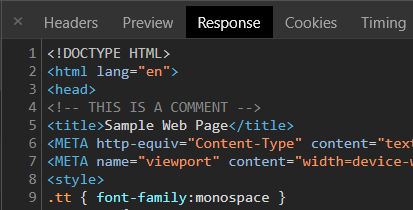 × Headers Preview Response Cookies Timing
1 <!DOCTYPE HTML>
2 <html lang="en">
3 <head>
4 <!-- THIS IS A COMMENT -->
5 <title>Sample Web Page</title>
6 <META http-equiv="Content-Type" content="text
7 <META name="viewport" content="width=device-w
8 <style>
9 .tt { font-family:monospace }